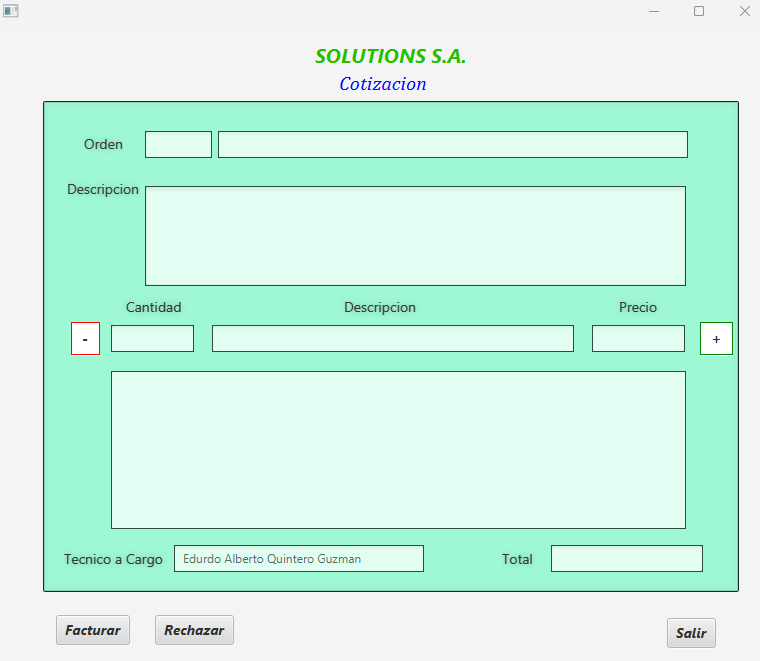 SOLUTIONS S.A.
Cotizacion
Orden
Descripcion
Cantidad Descripcion Precio
- +
Tecnico a Cargo Edurdo Alberto Quintero Guzman Total
Facturar Rechazar Salir